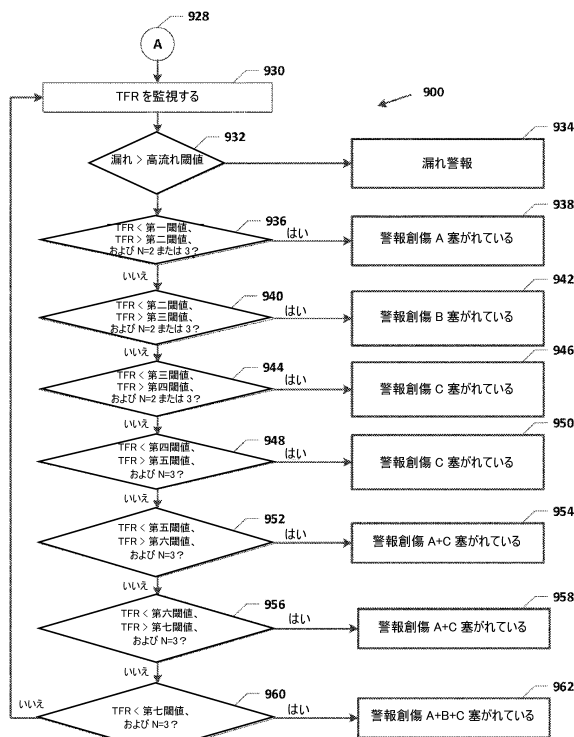 928
A
930
TFR を監視する
900
932
漏れ > 高流れ閾値
934
漏れ警報
936
TFR < 第一閾値、
TFR > 第二閾値、
および N=2 または 3？
はい
938
警報創傷 A 塞がれている
いいえ
940
TFR < 第二閾値、
TFR > 第三閾値、
および N=2 または 3？
はい
942
警報創傷 B 塞がれている
いいえ
944
TFR < 第三閾値、
TFR > 第四閾値、
および N=2 または 3？
はい
946
警報創傷 C 塞がれている
いいえ
948
TFR < 第四閾値、
TFR > 第五閾値、
および N=3？
はい
950
警報創傷 C 塞がれている
いいえ
952
TFR < 第五閾値、
TFR > 第六閾値、
および N=3？
はい
954
警報創傷 A+C 塞がれている
いいえ
956
TFR < 第六閾値、
TFR > 第七閾値、
および N=3？
はい
958
警報創傷 A+C 塞がれている
いいえ
いいえ
960
TFR < 第七閾値、
および N=3？
はい
962
警報創傷 A+B+C 塞がれている